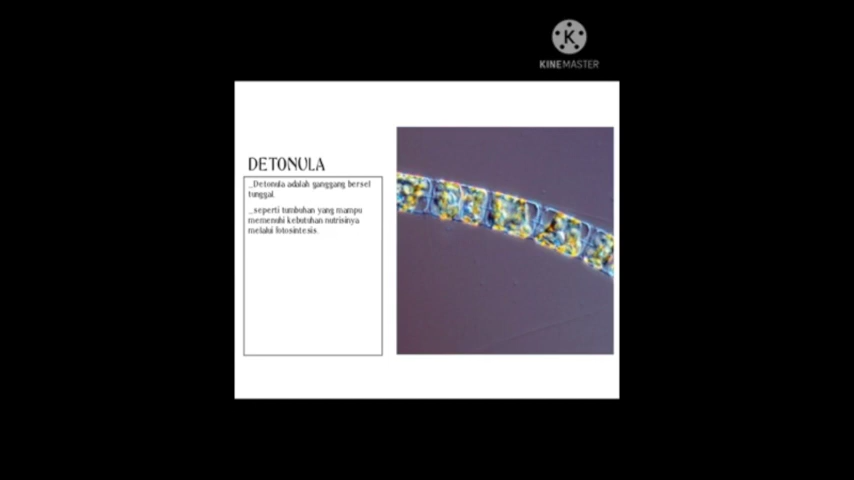 KINEMASTER
DETONULA
_Detonula adalah ganggang bersel
tunggal.
_seperti tumbuhan yang mampu
memenuhi kebutuhan nutrisinya
melalui fotosintesis.